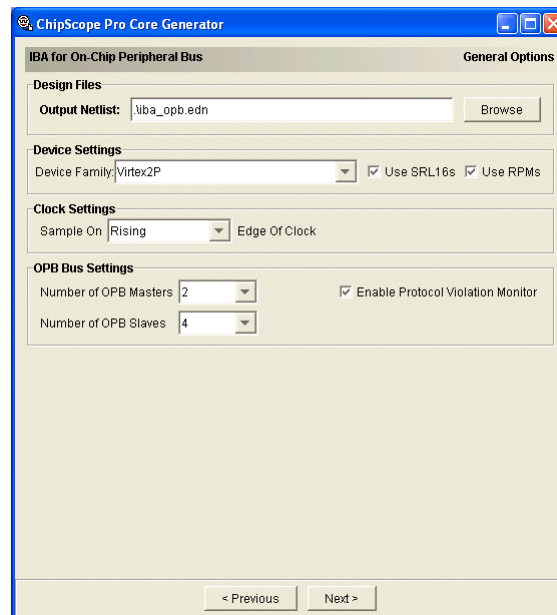 ChipScope Pro Core Generator
IBA for On-Chip Peripheral Bus General Options
Design Files
Output Netlist: .\iba_opb.edn Browse
Device Settings
Device Family: Virtex2P Use SRL16s Use RPMs
Clock Settings
Sample On Rising Edge Of Clock
OPB Bus Settings
Number of OPB Masters 2 Enable Protocol Violation Monitor
Number of OPB Slaves 4
< Previous Next >